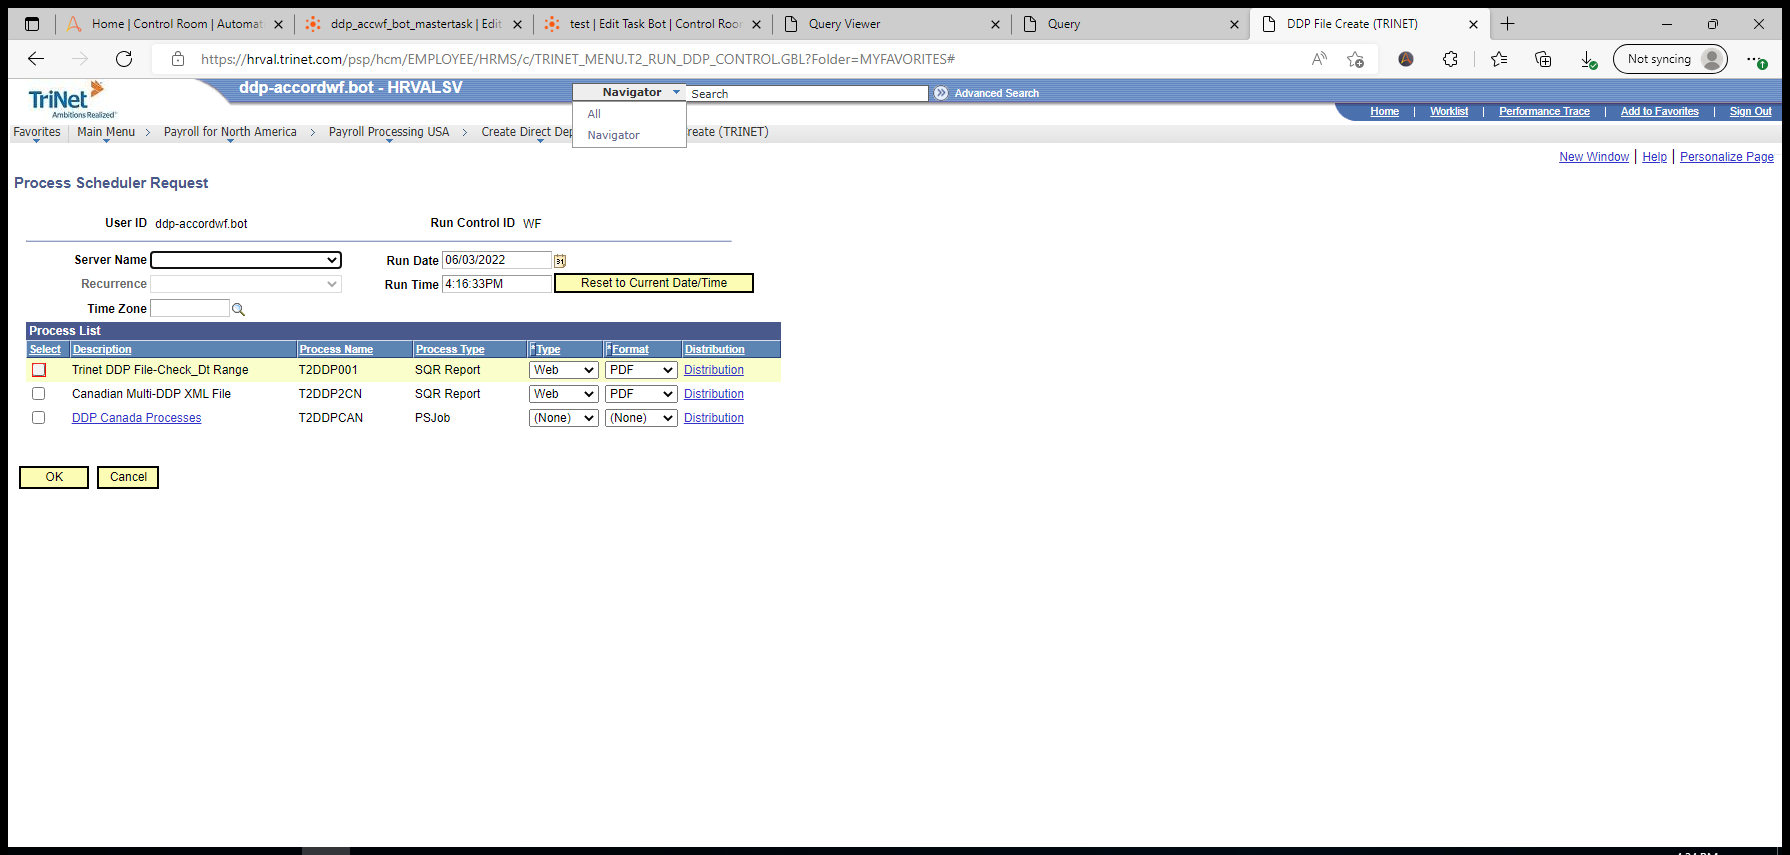 Home | Control Room | Automat
ddp_accwf_bot_mastertask | Edit
test | Edit Task Bot | Control Roo
Query Viewer
Query
DDP File Create (TRINET)
https://hrval.trinet.com/psp/hcm/EMPLOYEE/HRMS/c/TRINET_MENU.T2_RUN_DDP_CONTROL.GBL?Folder=MYFAVORITES#
Not syncing
TriNet
Ambitions Realized
ddp-accordwf.bot - HRVALSV
Navigator
Search
Advanced Search
All
Navigator
Home | Worklist | Performance Trace | Add to Favorites | Sign Out
Favorites Main Menu > Payroll for North America > Payroll Processing USA > Create Direct Dep reate (TRINET)
New Window | Help | Personalize Page
Process Scheduler Request
User ID ddp-accordwf.bot Run Control ID WF
Server Name Run Date 06/03/2022
Recurrence Run Time 4:16:33PM Reset to Current Date/Time
Time Zone
Process List
Select Description Process Name Process Type *Type *Format Distribution
Trinet DDP File-Check_Dt Range T2DDP001 SQR Report Web PDF Distribution
Canadian Multi-DDP XML File T2DDP2CN SQR Report Web PDF Distribution
DDP Canada Processes T2DDPCAN PSJob (None) (None) Distribution
OK Cancel